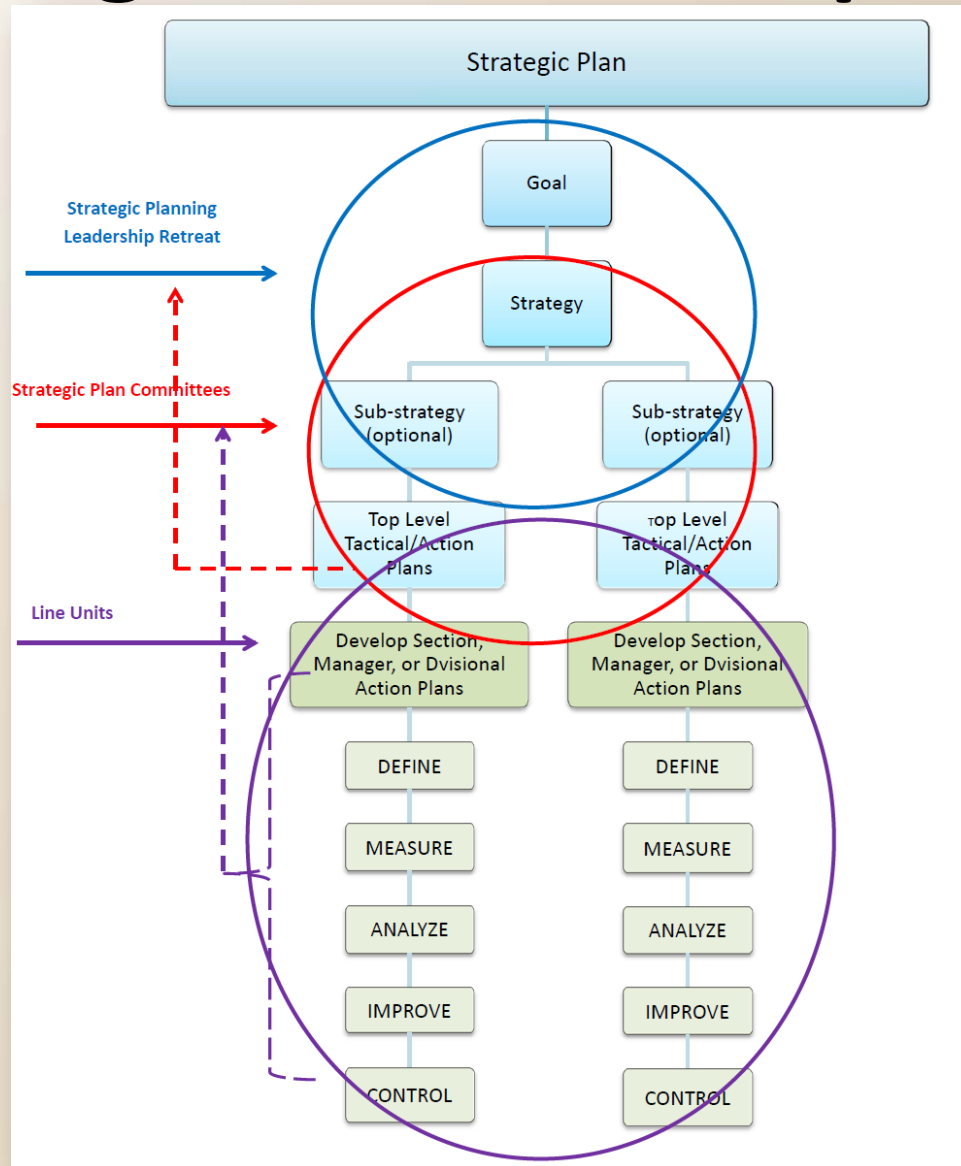 Strategic Plan
Goal
Strategic Planning
Leadership Retreat
Strategy
Strategic Plan Committees
Sub-strategy
(optional)
Sub-strategy
(optional)
Top Level
Tactical/Action
Plans
Top Level
Tactical/Action
Plans
Line Units
Develop Section,
Manager, or Dvisional
Action Plans
Develop Section,
Manager, or Dvisional
Action Plans
DEFINE
DEFINE
MEASURE
MEASURE
ANALYZE
ANALYZE
IMPROVE
IMPROVE
CONTROL
CONTROL